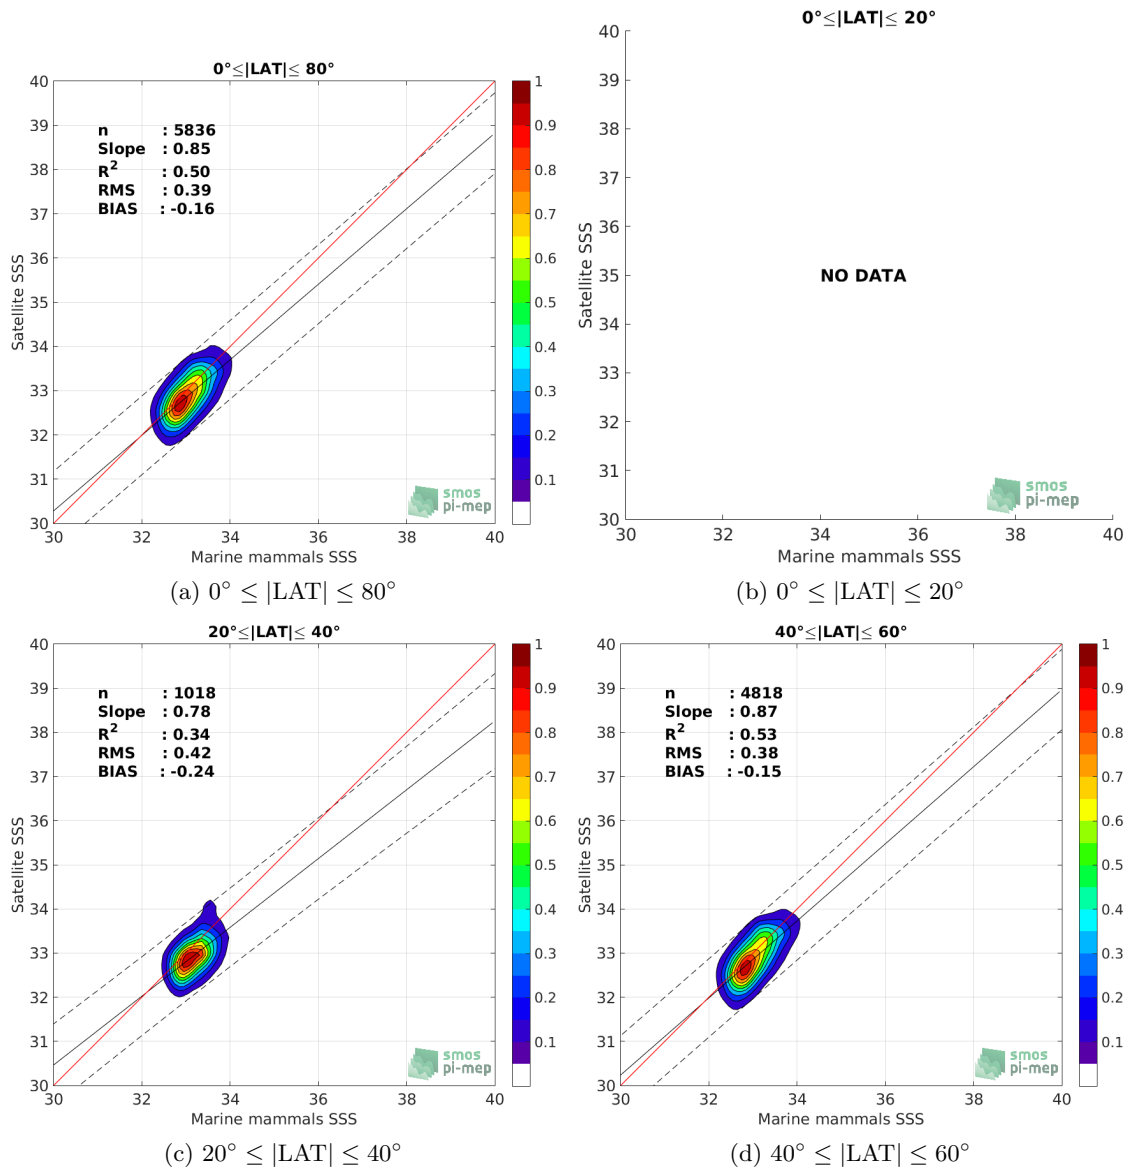 0°≤|LAT|≤ 80°
n : 5836
Slope : 0.85
R² : 0.50
RMS : 0.39
BIAS : -0.16
Satellite SSS
40
39
38
37
36
35
34
33
32
31
30
30 32 34 36 38 40
Marine mammals SSS
1
0.9
0.8
0.7
0.6
0.5
0.4
0.3
0.2
0.1
smos
pi-mep
(a) 0° ≤ |LAT| ≤ 80°
0°≤|LAT|≤ 20°
NO DATA
Satellite SSS
40
39
38
37
36
35
34
33
32
31
30
30 32 34 36 38 40
Marine mammals SSS
smos
pi-mep
(b) 0° ≤ |LAT| ≤ 20°
20°≤|LAT|≤ 40°
n : 1018
Slope : 0.78
R² : 0.34
RMS : 0.42
BIAS : -0.24
Satellite SSS
40
39
38
37
36
35
34
33
32
31
30
30 32 34 36 38 40
Marine mammals SSS
1
0.9
0.8
0.7
0.6
0.5
0.4
0.3
0.2
0.1
smos
pi-mep
(c) 20° ≤ |LAT| ≤ 40°
40°≤|LAT|≤ 60°
n : 4818
Slope : 0.87
R² : 0.53
RMS : 0.38
BIAS : -0.15
Satellite SSS
40
39
38
37
36
35
34
33
32
31
30
30 32 34 36 38 40
Marine mammals SSS
1
0.9
0.8
0.7
0.6
0.5
0.4
0.3
0.2
0.1
smos
pi-mep
(d) 40° ≤ |LAT| ≤ 60°